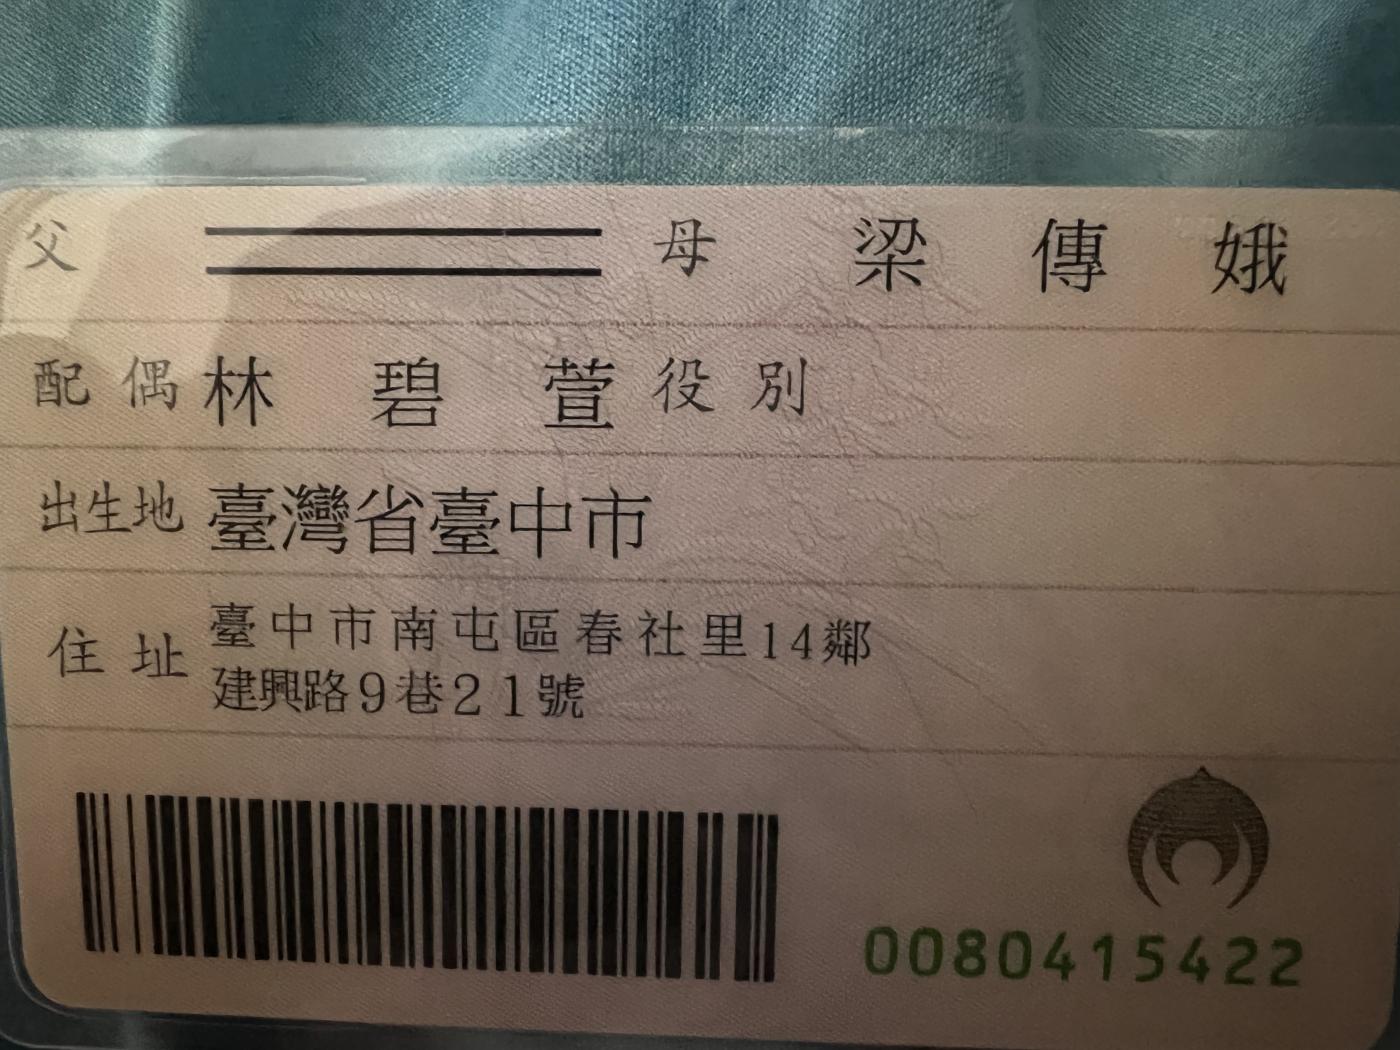 父 母 梁傳娥
配偶 林碧萱 役別
出生地 臺灣省臺中市
住址 臺中市南屯區春社里14鄰
建興路9巷21號
0080415422